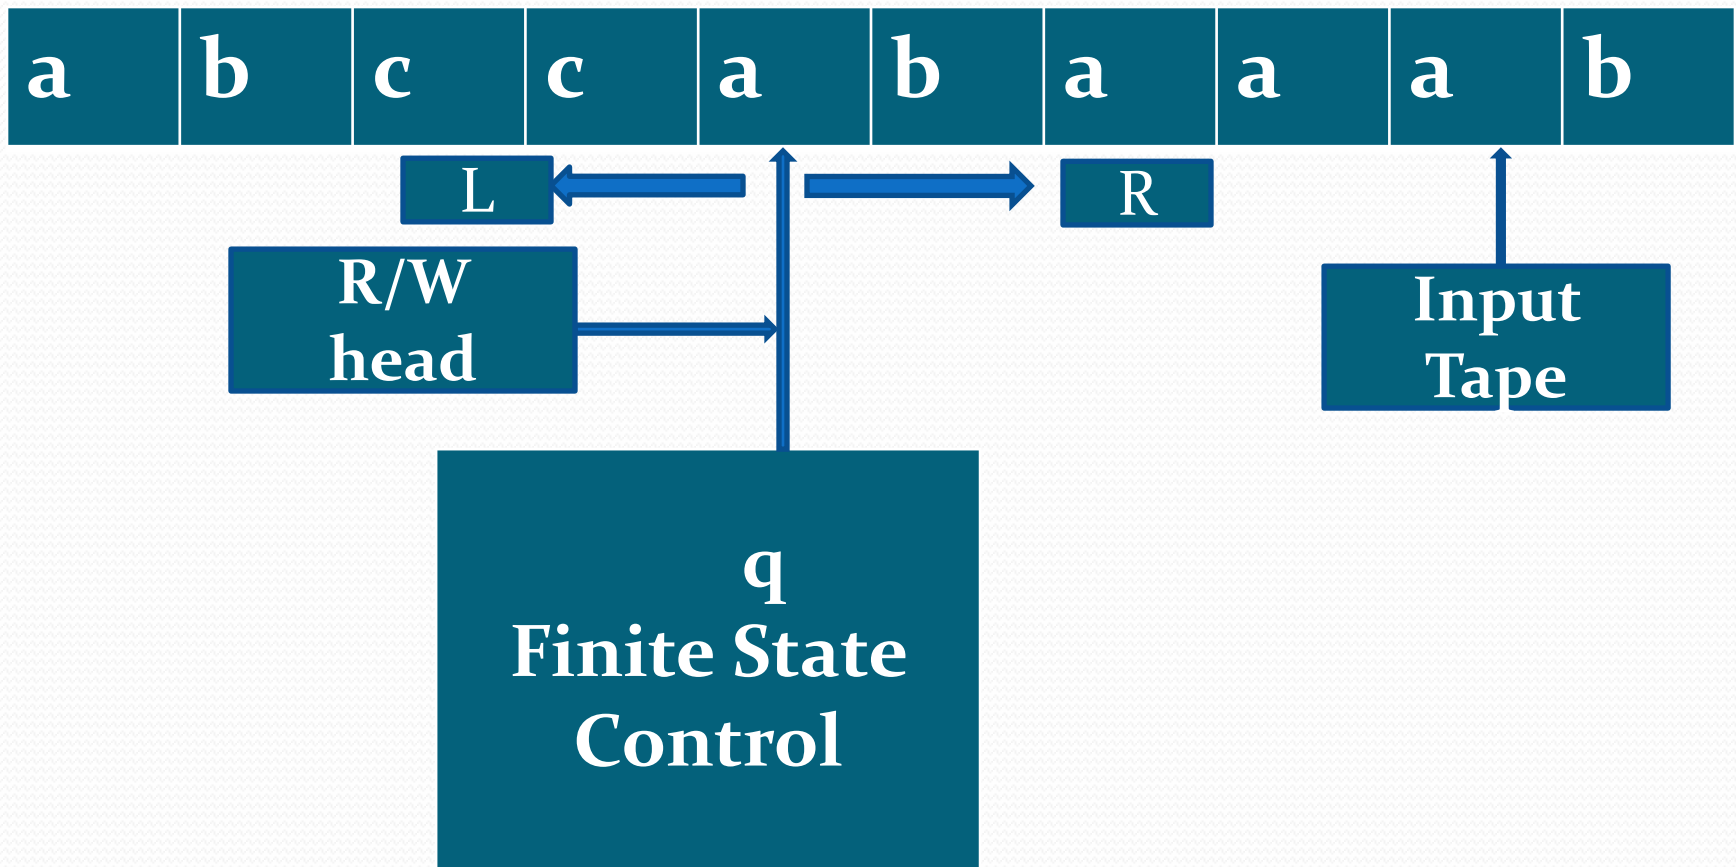 a b c c a b a a a b
L R
R/W
head
Input
Tape
q
Finite State
Control